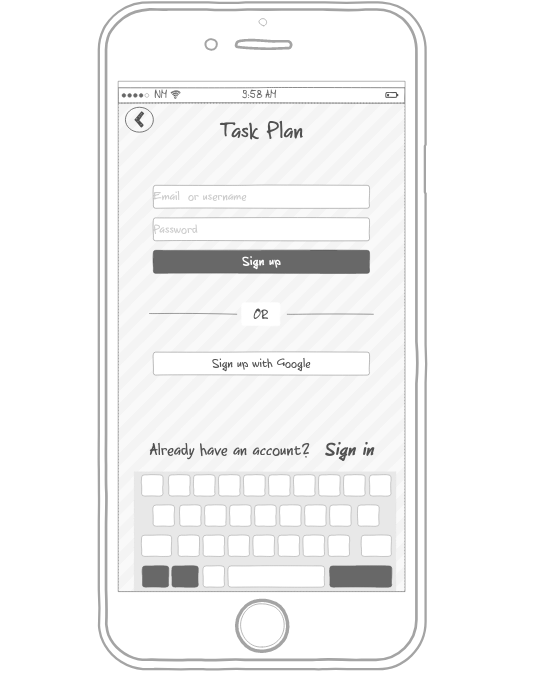 NM 9:58 AM
Task Plan
Email or username
Password
Sign up
OR
Sign up with Google
Already have an account? Sign in